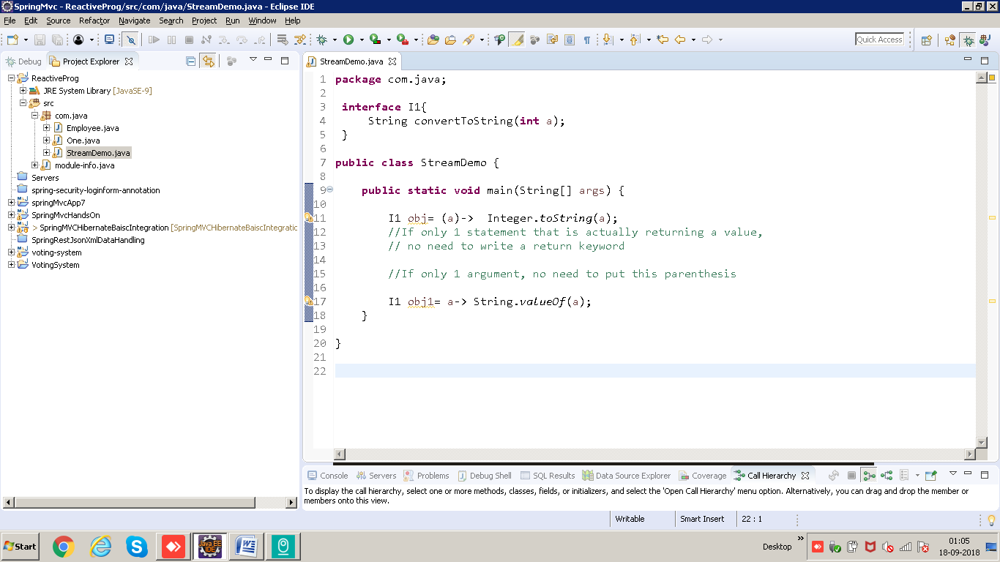 SpringMvc - ReactiveProg/src/com/java/StreamDemo.java - Eclipse IDE
File Edit Source Refactor Navigate Search Project Run Window Help
Quick Access
Debug Project Explorer
ReactiveProg
JRE System Library [JavaSE-9]
src
com.java
Employee.java
One.java
StreamDemo.java
module-info.java
Servers
spring-security-loginform-annotation
springMvcApp7
SpringMvcHandsOn
> SpringMVCHibernateBaiscIntegration [SpringMVCHibernateBaiscIntegratic
SpringRestJsonXmlDataHandling
voting-system
VotingSystem
StreamDemo.java
1 package com.java;
2
3 interface I1{
4 String convertToString(int a);
5 }
6
7 public class StreamDemo {
8
9 public static void main(String[] args) {
10
11 I1 obj= (a)-> Integer.toString(a);
12 //If only 1 statement that is actually returning a value,
13 // no need to write a return keyword
14
15 //If only 1 argument, no need to put this parenthesis
16
17 I1 obj1= a-> String.valueOf(a);
18 }
19
20 }
21
22
Console Servers Problems Debug Shell SQL Results Data Source Explorer Coverage Call Hierarchy
To display the call hierarchy, select one or more methods, classes, fields, or initializers, and select the 'Open Call Hierarchy' menu option. Alternatively, you can drag and drop the member or
members onto this view.
Writable Smart Insert 22 : 1
Start
Java EE
IDE
Desktop
01:05
18-09-2018